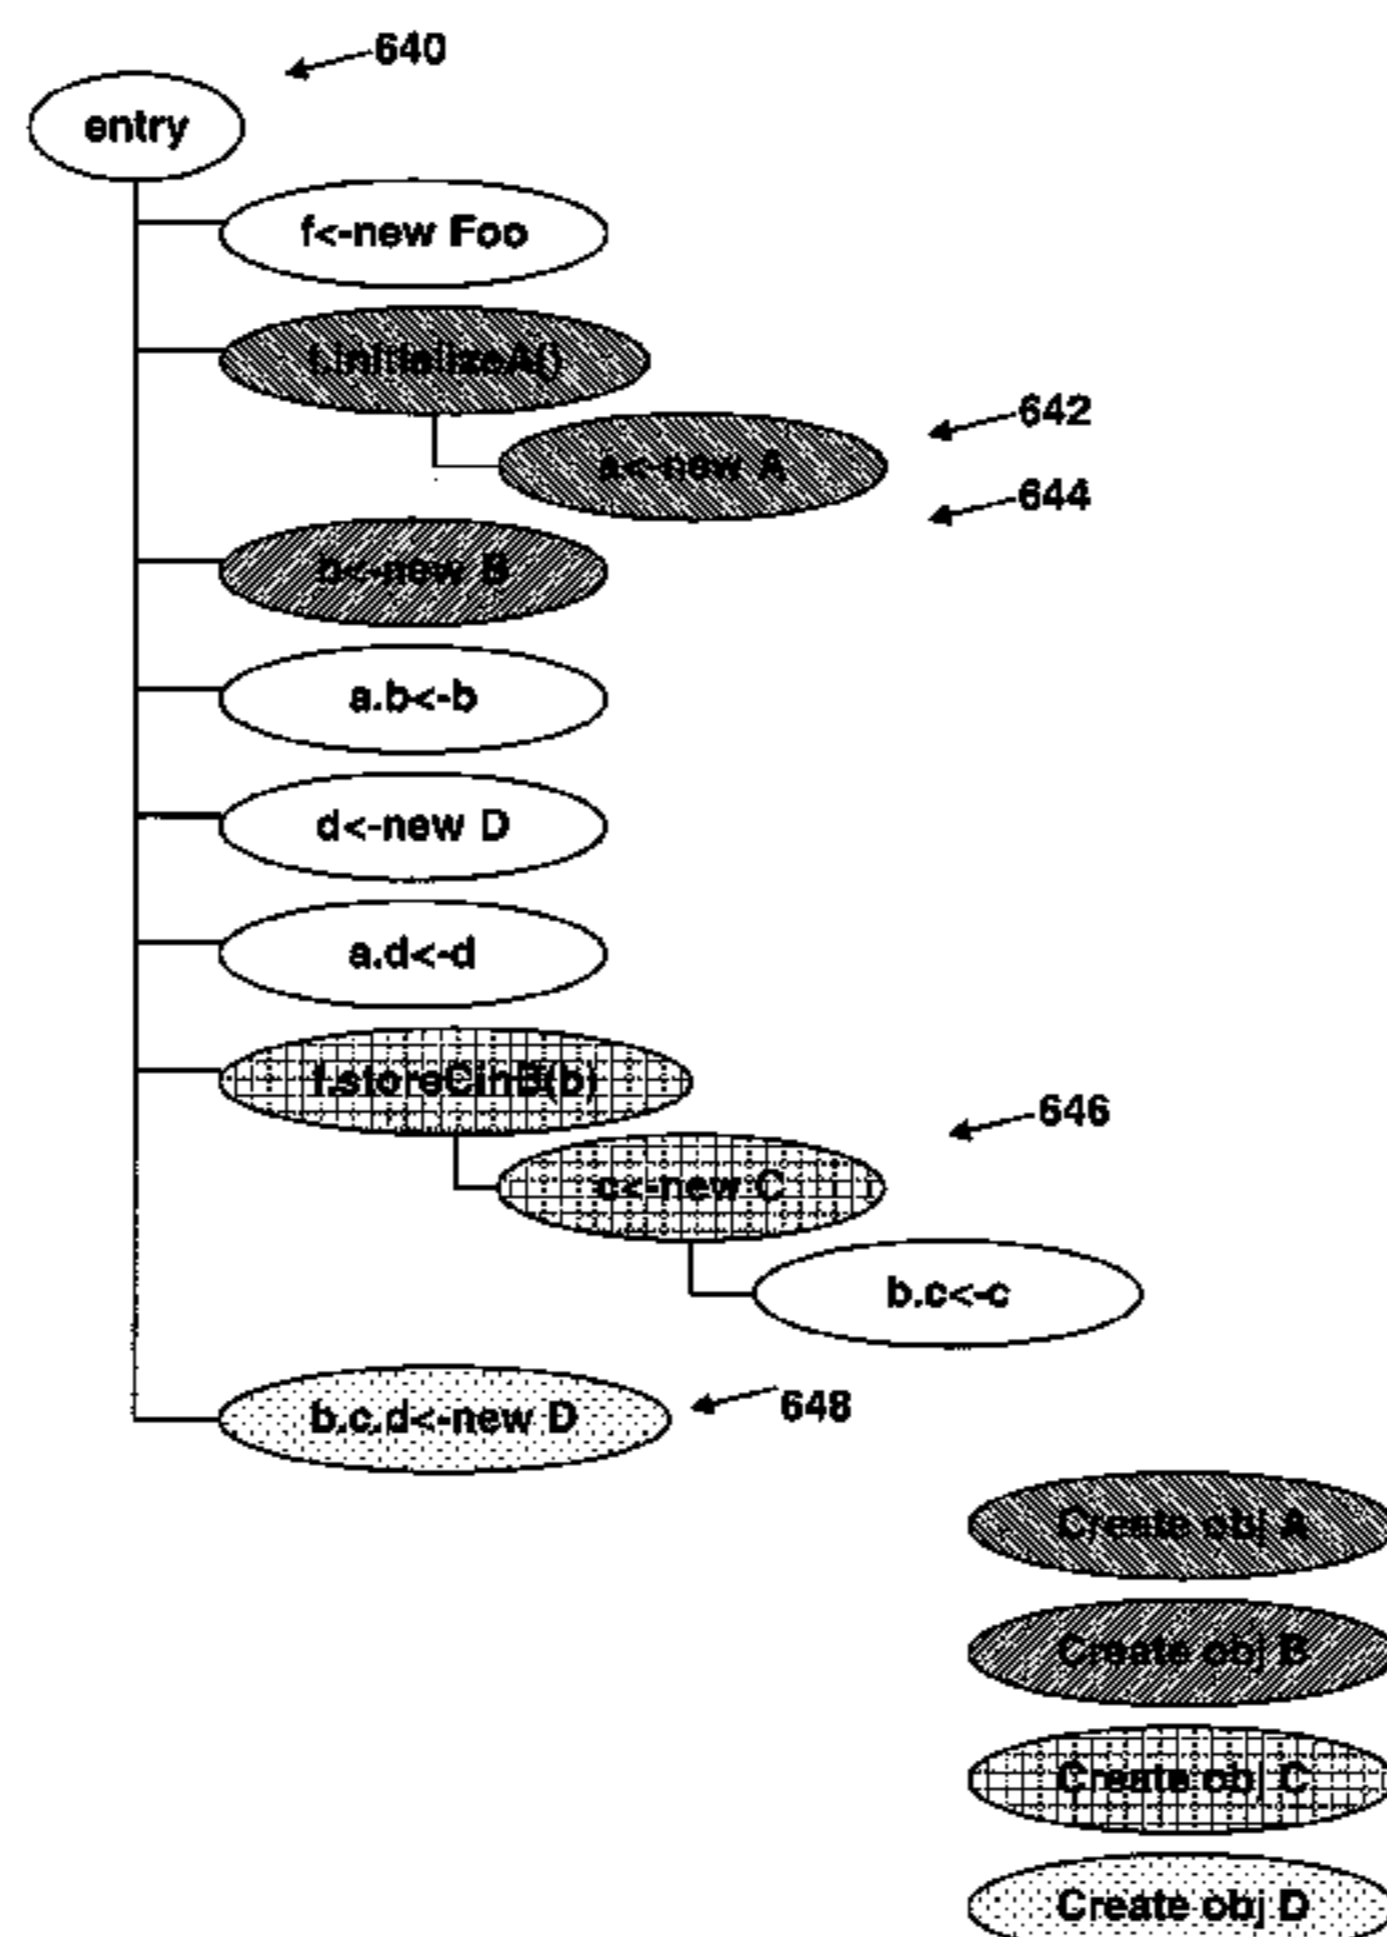 640
entry
f<-new Foo
f.initializeA()
642
a<-new A
644
b<-new B
a.b<-b
d<-new D
a.d<-d
f.storeCinB(b)
646
c<-new C
b.c<-c
b.c.d<-new D
648
Create obj A
Create obj B
Create obj C
Create obj D